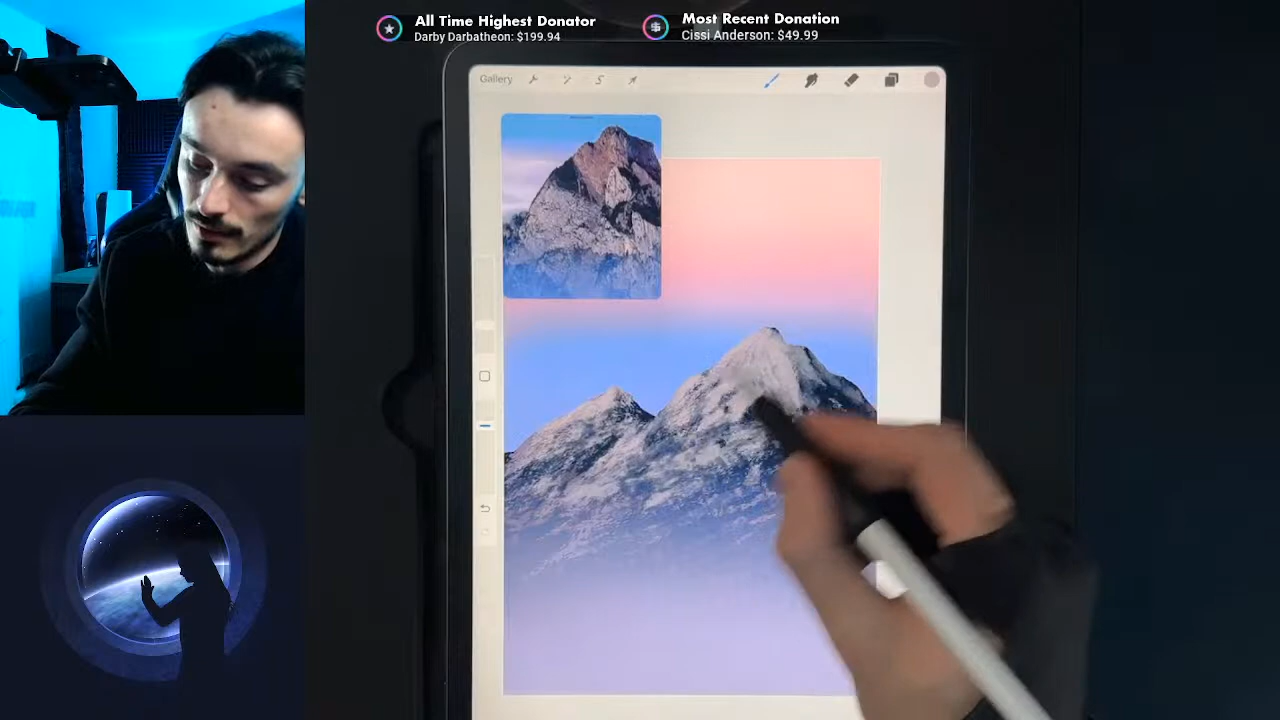 All Time Highest Donator
Darby Darbatheon: $199.94
Most Recent Donation
Cissi Anderson: $49.99
Gallery